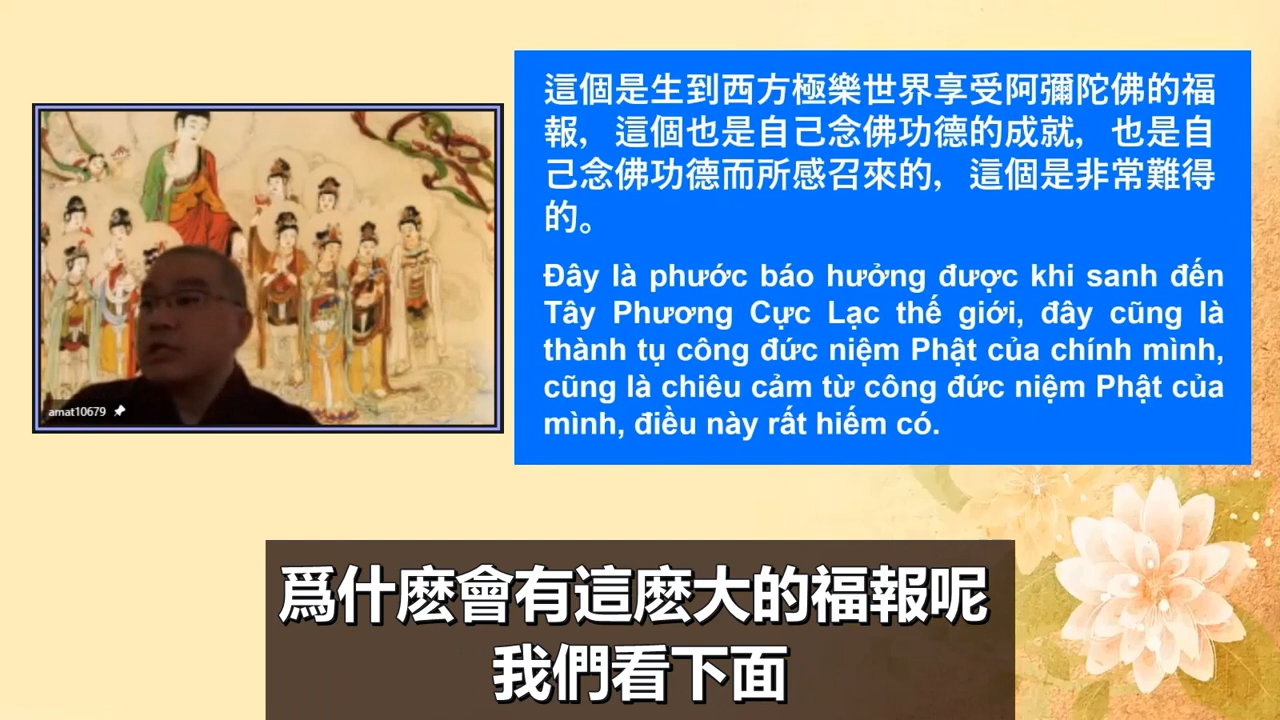 這個是生到西方極樂世界享受阿彌陀佛的福
報，這個也是自己念佛功德的成就，也是自
己念佛功德而所感召來的，這個是非常難得
的。
Đây là phước báo hưởng được khi sanh đến
Tây Phương Cực Lạc thế giới, đây cũng là
thành tụ công đức niệm Phật của chính mình,
cũng là chiêu cảm từ công đức niệm Phật của
mình, điều này rất hiếm có.
amat10679
爲什麽會有這麽大的福報呢
我們看下面